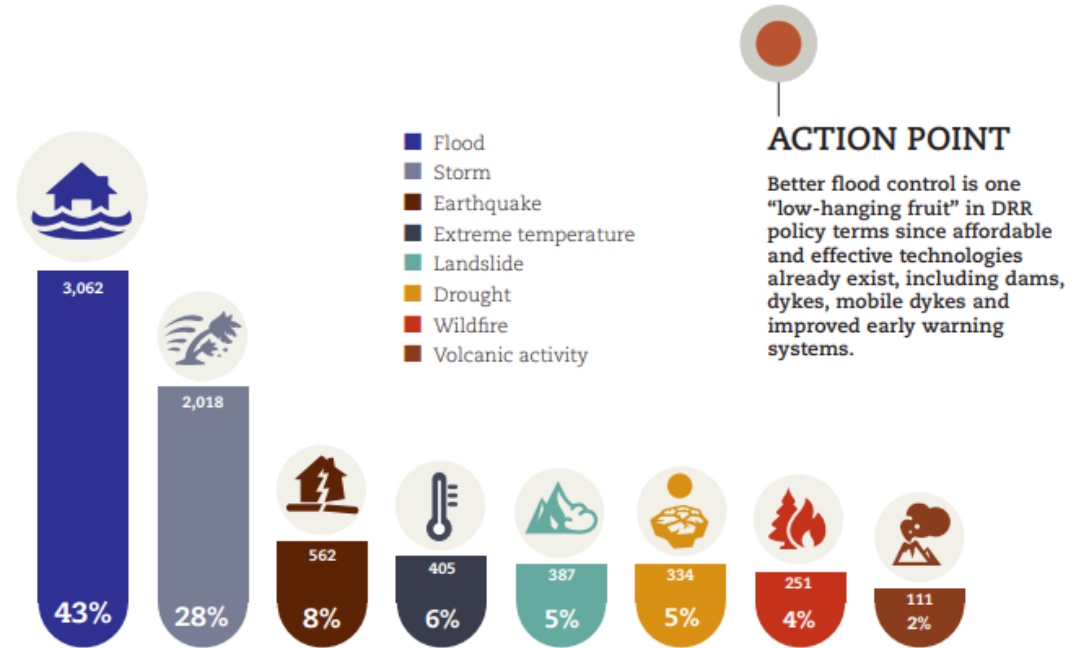 Flood
Storm
Earthquake
Extreme temperature
Landslide
Drought
Wildfire
Volcanic activity
ACTION POINT
Better flood control is one
“low-hanging fruit” in DRR
policy terms since affordable
and effective technologies
already exist, including dams,
dykes, mobile dykes and
improved early warning
systems.
3,062
43%
2,018
28%
562
8%
405
6%
387
5%
334
5%
251
4%
111
2%